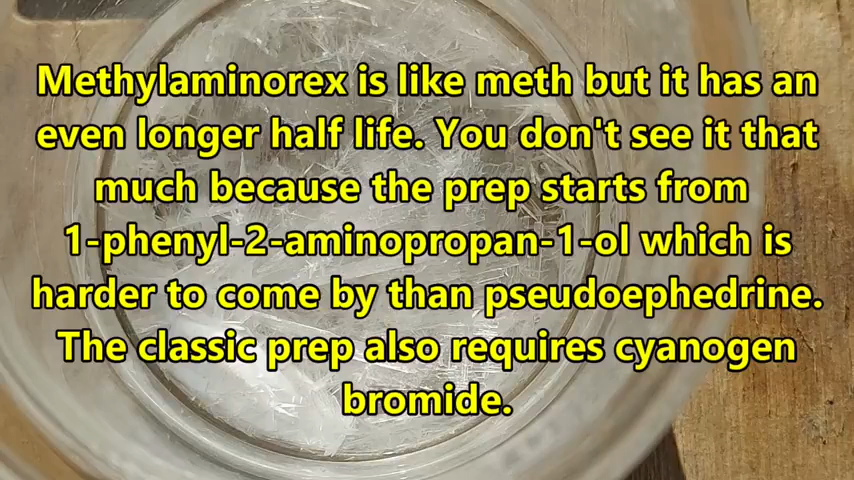 Methylaminorex is like meth but it has an
even longer half life. You don't see it that
much because the prep starts from
1-phenyl-2-aminopropan-1-ol which is
harder to come by than pseudoephedrine.
The classic prep also requires cyanogen
bromide.